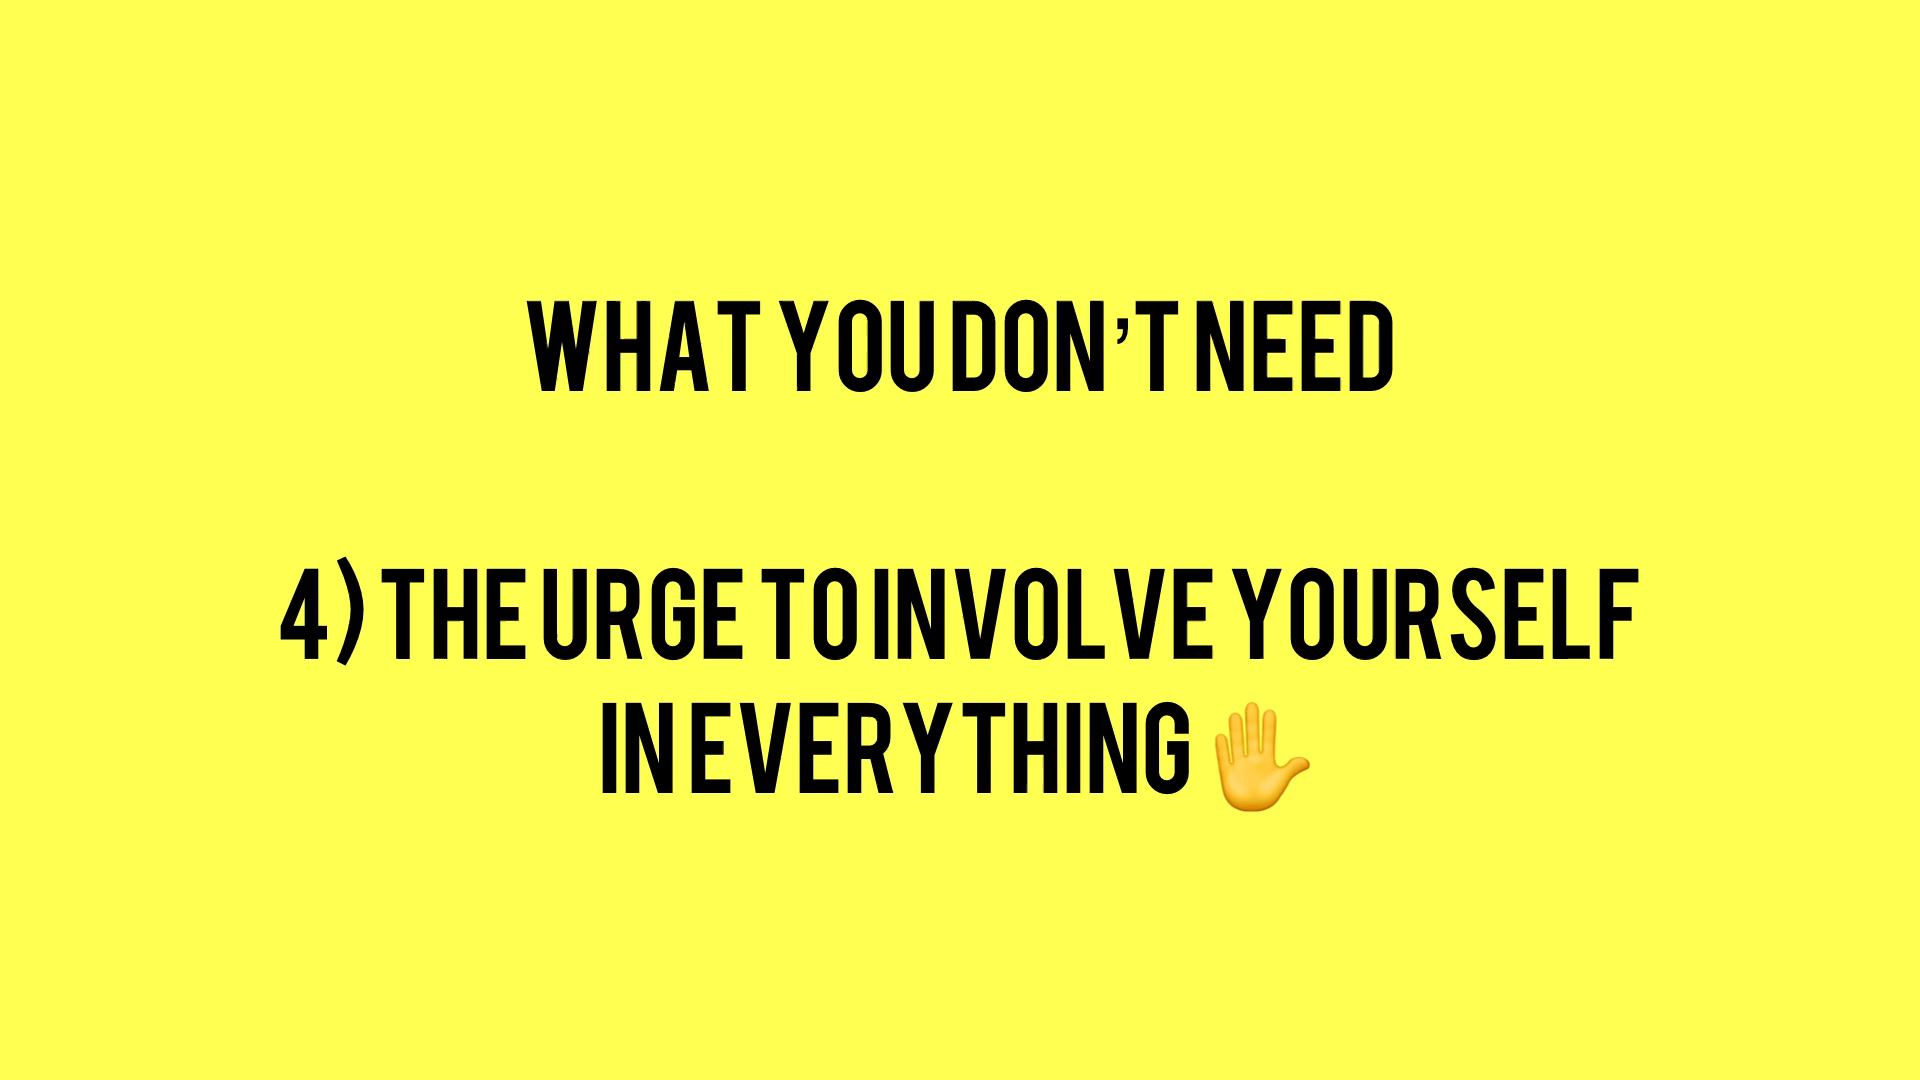 WHAT YOU DON’T NEED
4) THE URGE TO INVOLVE YOURSELF
IN EVERYTHING ✋